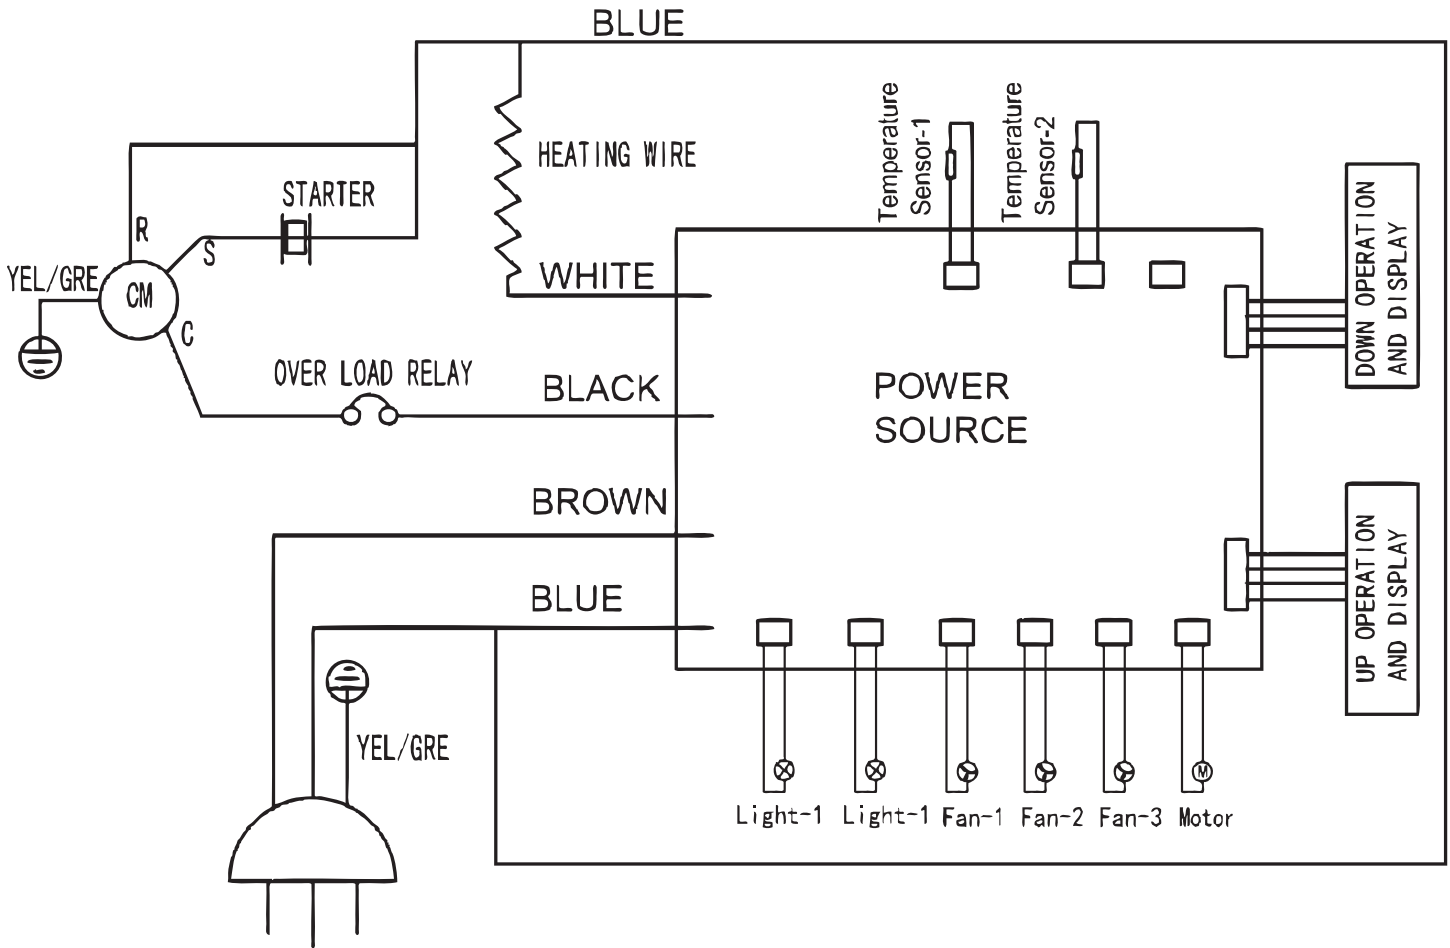 BLUE
HEATING WIRE
Temperature
Sensor-1
Temperature
Sensor-2
STARTER
R
S
YEL/GRE
CM
C
WHITE
OVER LOAD RELAY
BLACK
POWER
SOURCE
DOWN OPERATION
AND DISPLAY
BROWN
BLUE
UP OPERATION
AND DISPLAY
YEL/GRE
M
Light-1 Light-1 Fan-1 Fan-2 Fan-3 Motor